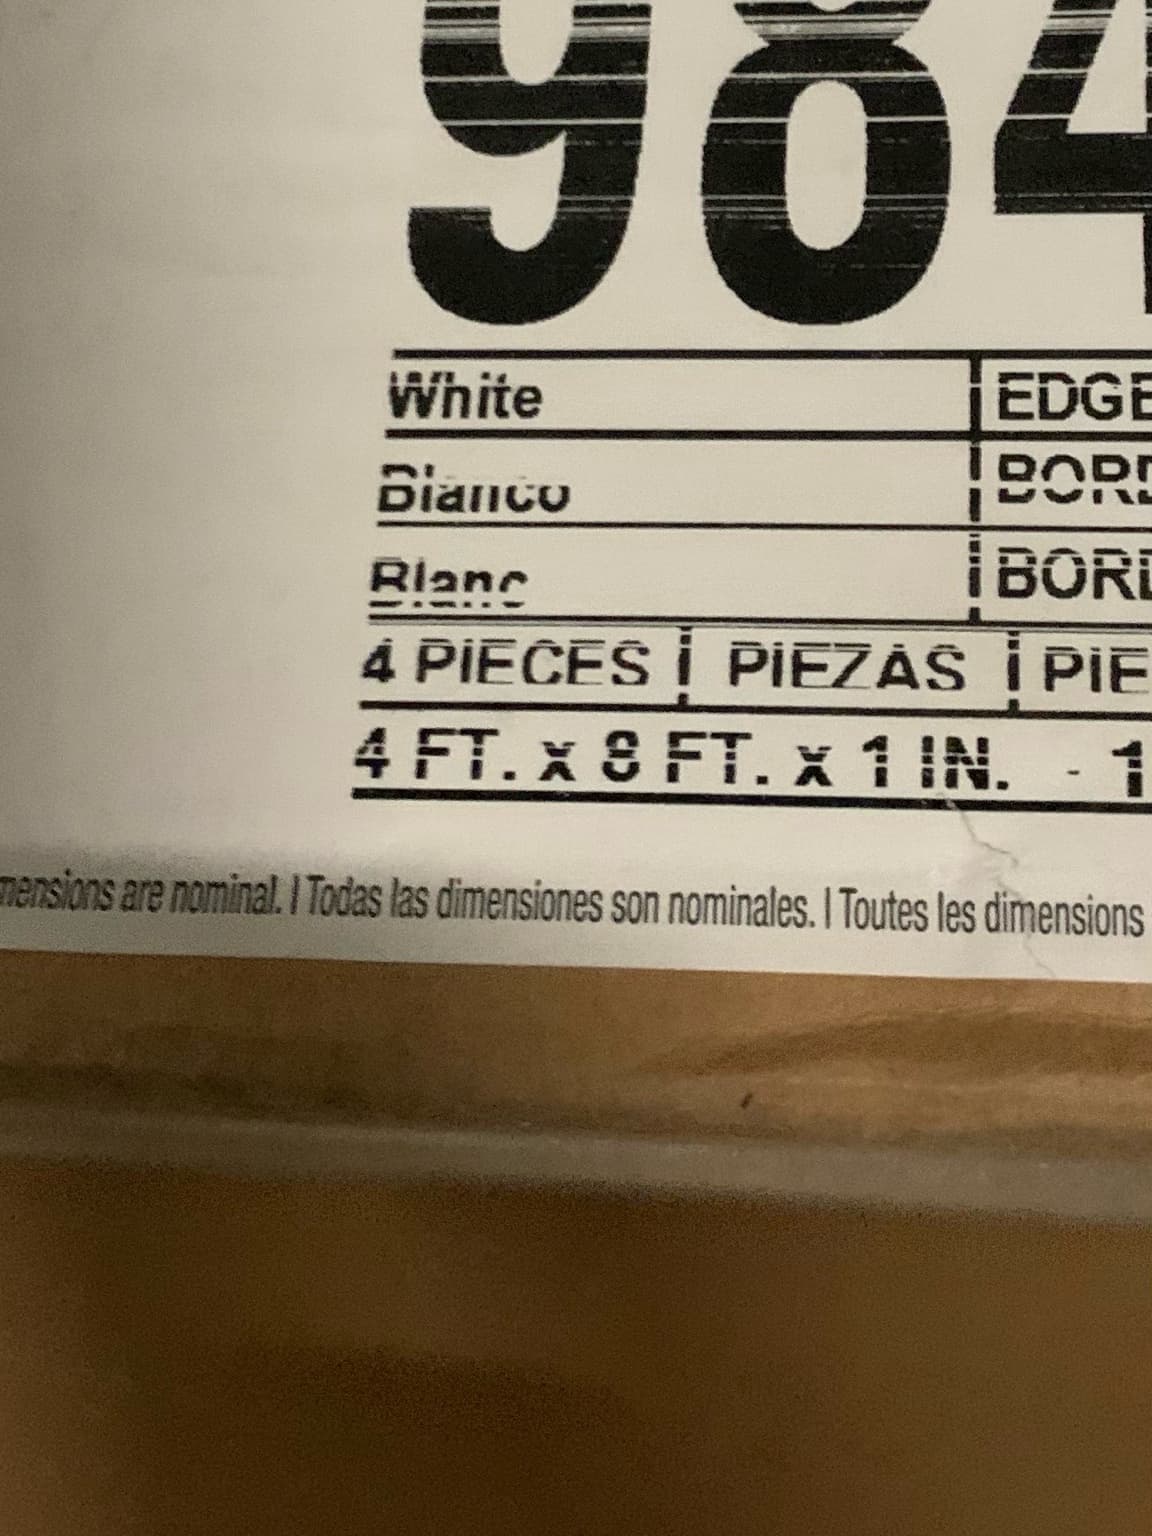 984
White EDGE
Blanco BORD
Blanc BORD
4 PIECES | PIEZAS | PIE
4 FT. x 8 FT. x 1 IN. - 1
mensions are nominal. | Todas las dimensiones son nominales. | Toutes les dimensions